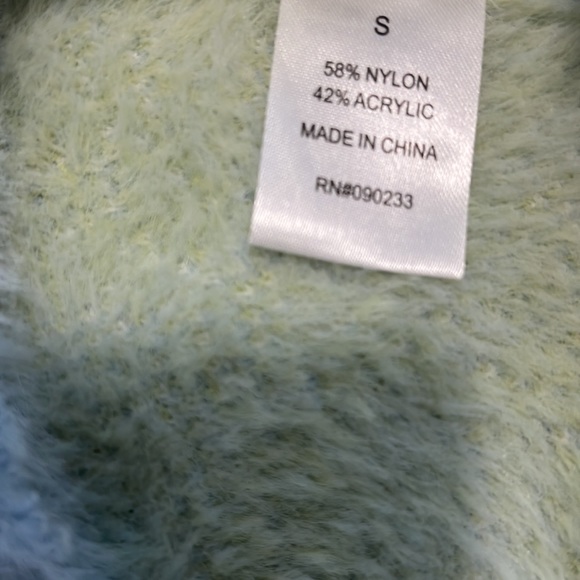 S
58% NYLON
42% ACRYLIC
MADE IN CHINA
RN#090233